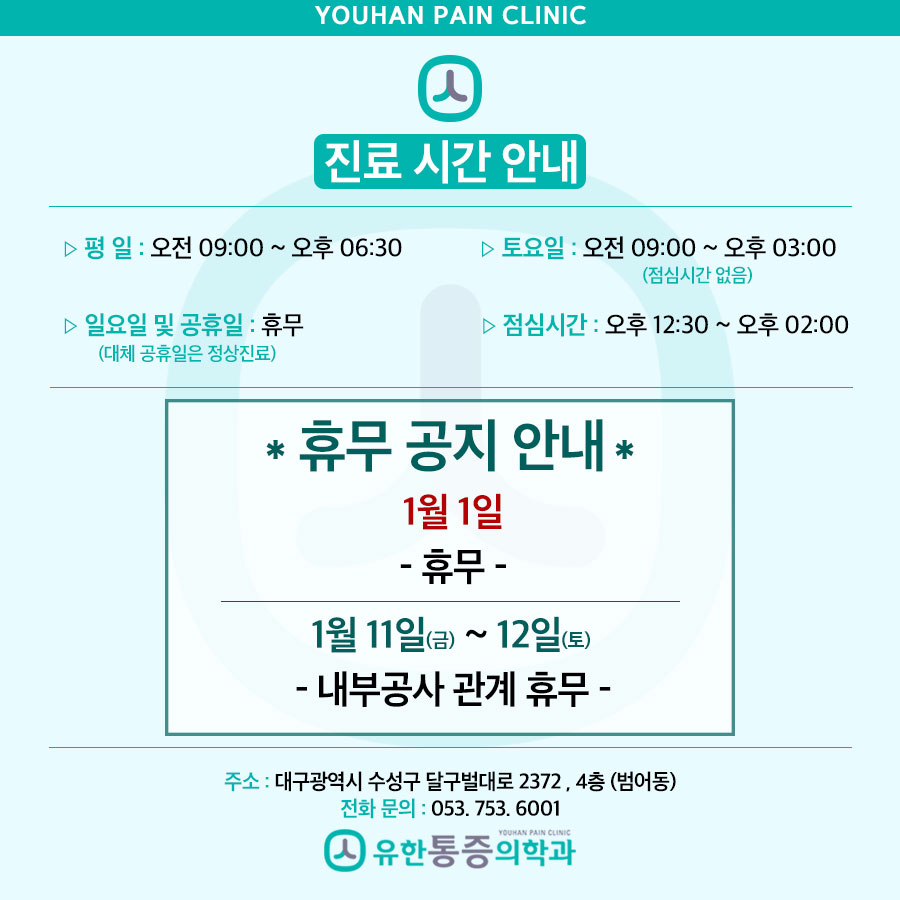 YOUHAN PAIN CLINIC
진료 시간 안내
▷ 평 일 : 오전 09:00 ~ 오후 06:30
▷ 토요일 : 오전 09:00 ~ 오후 03:00
(점심시간 없음)
▷ 일요일 및 공휴일 : 휴무
(대체 공휴일은 정상진료)
▷ 점심시간 : 오후 12:30 ~ 오후 02:00
* 휴무 공지 안내 *
1월 1일
- 휴무 -
1월 11일(금) ~ 12일(토)
- 내부공사 관계 휴무 -
주소 : 대구광역시 수성구 달구벌대로 2372 , 4층 (범어동)
전화 문의 : 053. 753. 6001
YOUHAN PAIN CLINIC
유한통증의학과